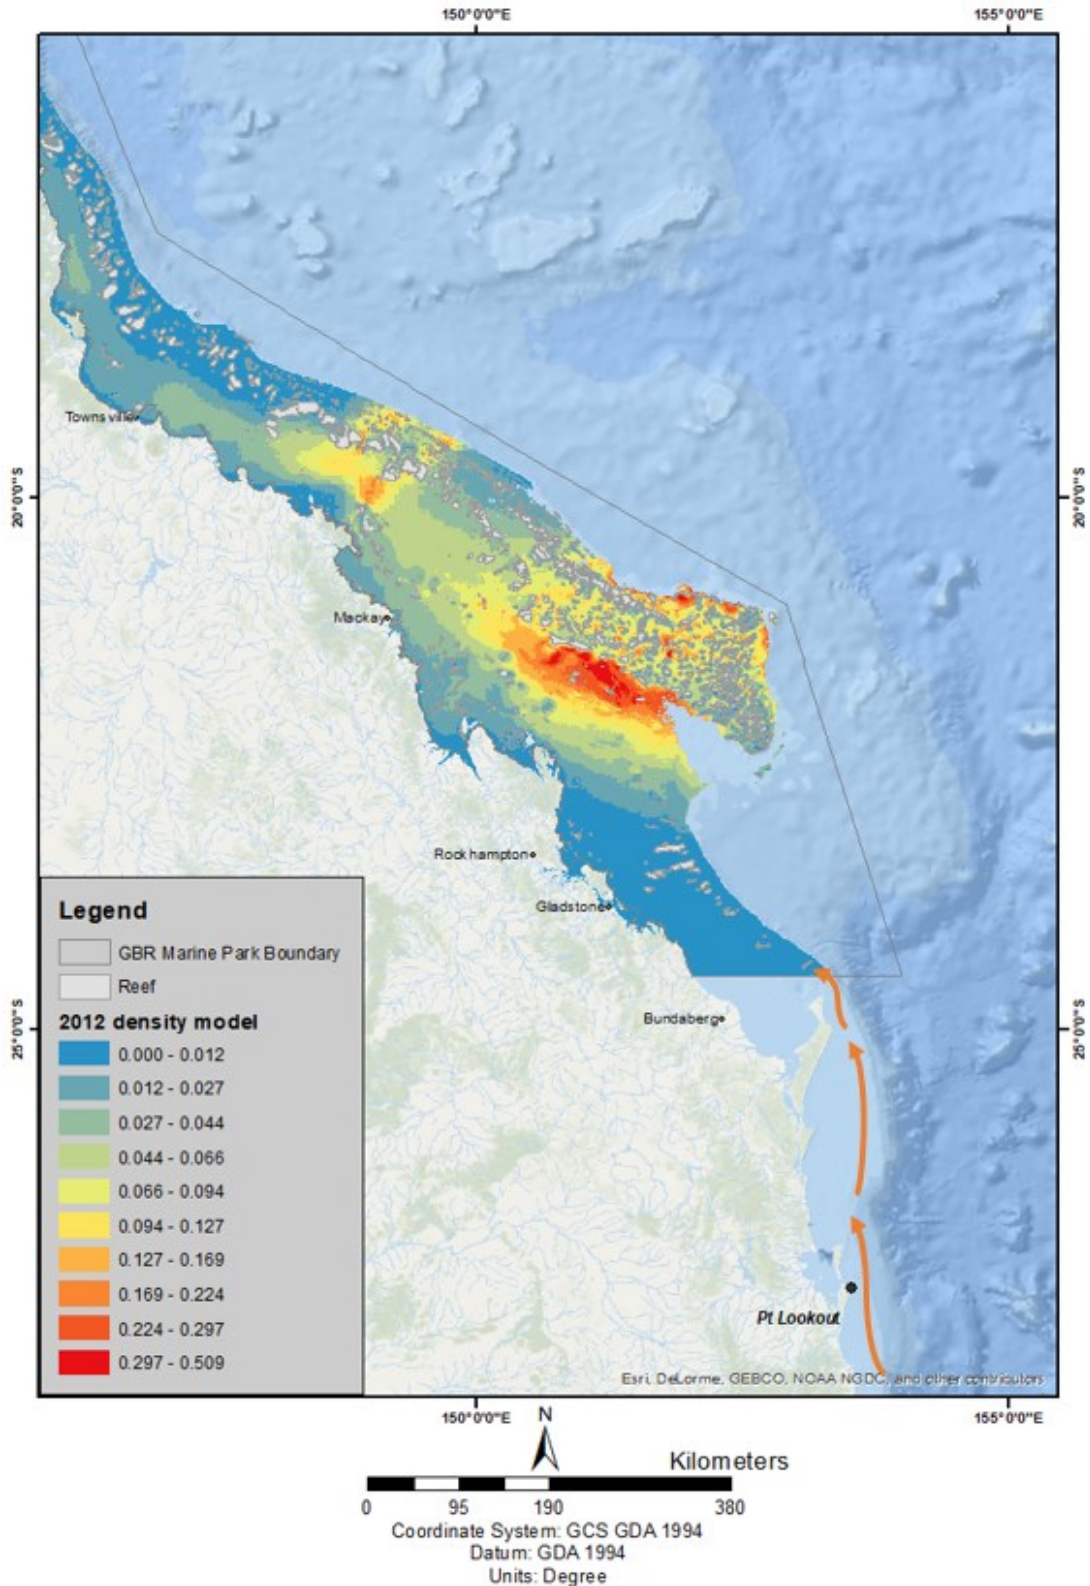 150°0'0"E
155°0'0"E
Townsville
20°0'0"S
20°0'0"S
Mackay
Rockhampton
Gladstone
Legend
GBR Marine Park Boundary
Reef
2012 density model
0.000 - 0.012
0.012 - 0.027
0.027 - 0.044
0.044 - 0.066
0.066 - 0.094
0.094 - 0.127
0.127 - 0.169
0.169 - 0.224
0.224 - 0.297
0.297 - 0.509
Bundaberg
25°0'0"S
25°0'0"S
Pt Lookout
Esri, DeLorme, GEBCO, NOAA NGDC, and other contributors
150°0'0"E
155°0'0"E
N
Kilometers
0 95 190 380
Coordinate System: GCS GDA 1994
Datum: GDA 1994
Units: Degree